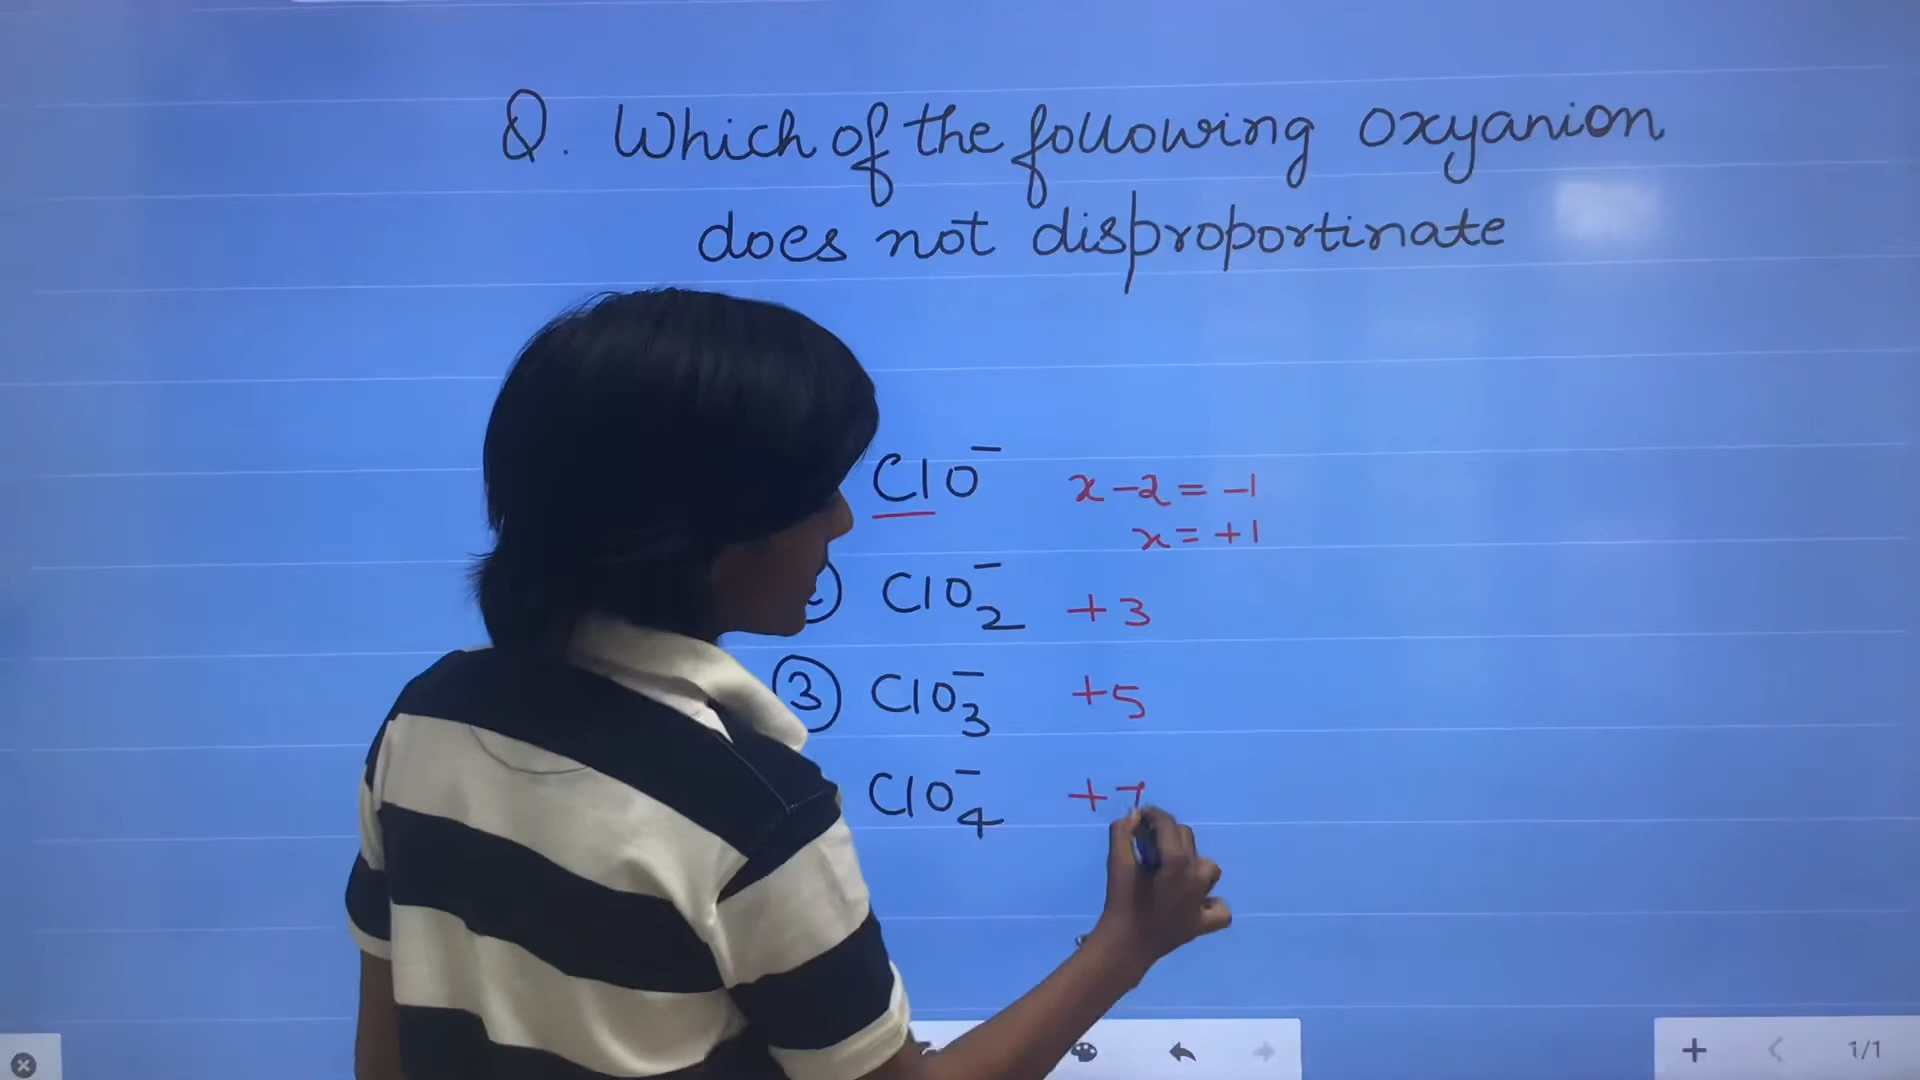 Q. Which of the following oxyanion
does not disproportinate
ClO⁻ x-2=-1
x=+1
ClO₂⁻ +3
③ ClO₃⁻ +5
ClO₄⁻ +7
1/1